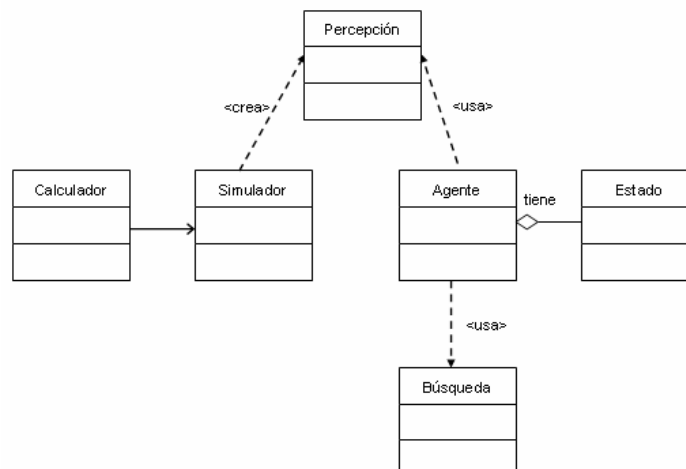 Percepción
<crea>
<usa>
Calculador
Simulador
Agente
tiene
Estado
<usa>
Búsqueda